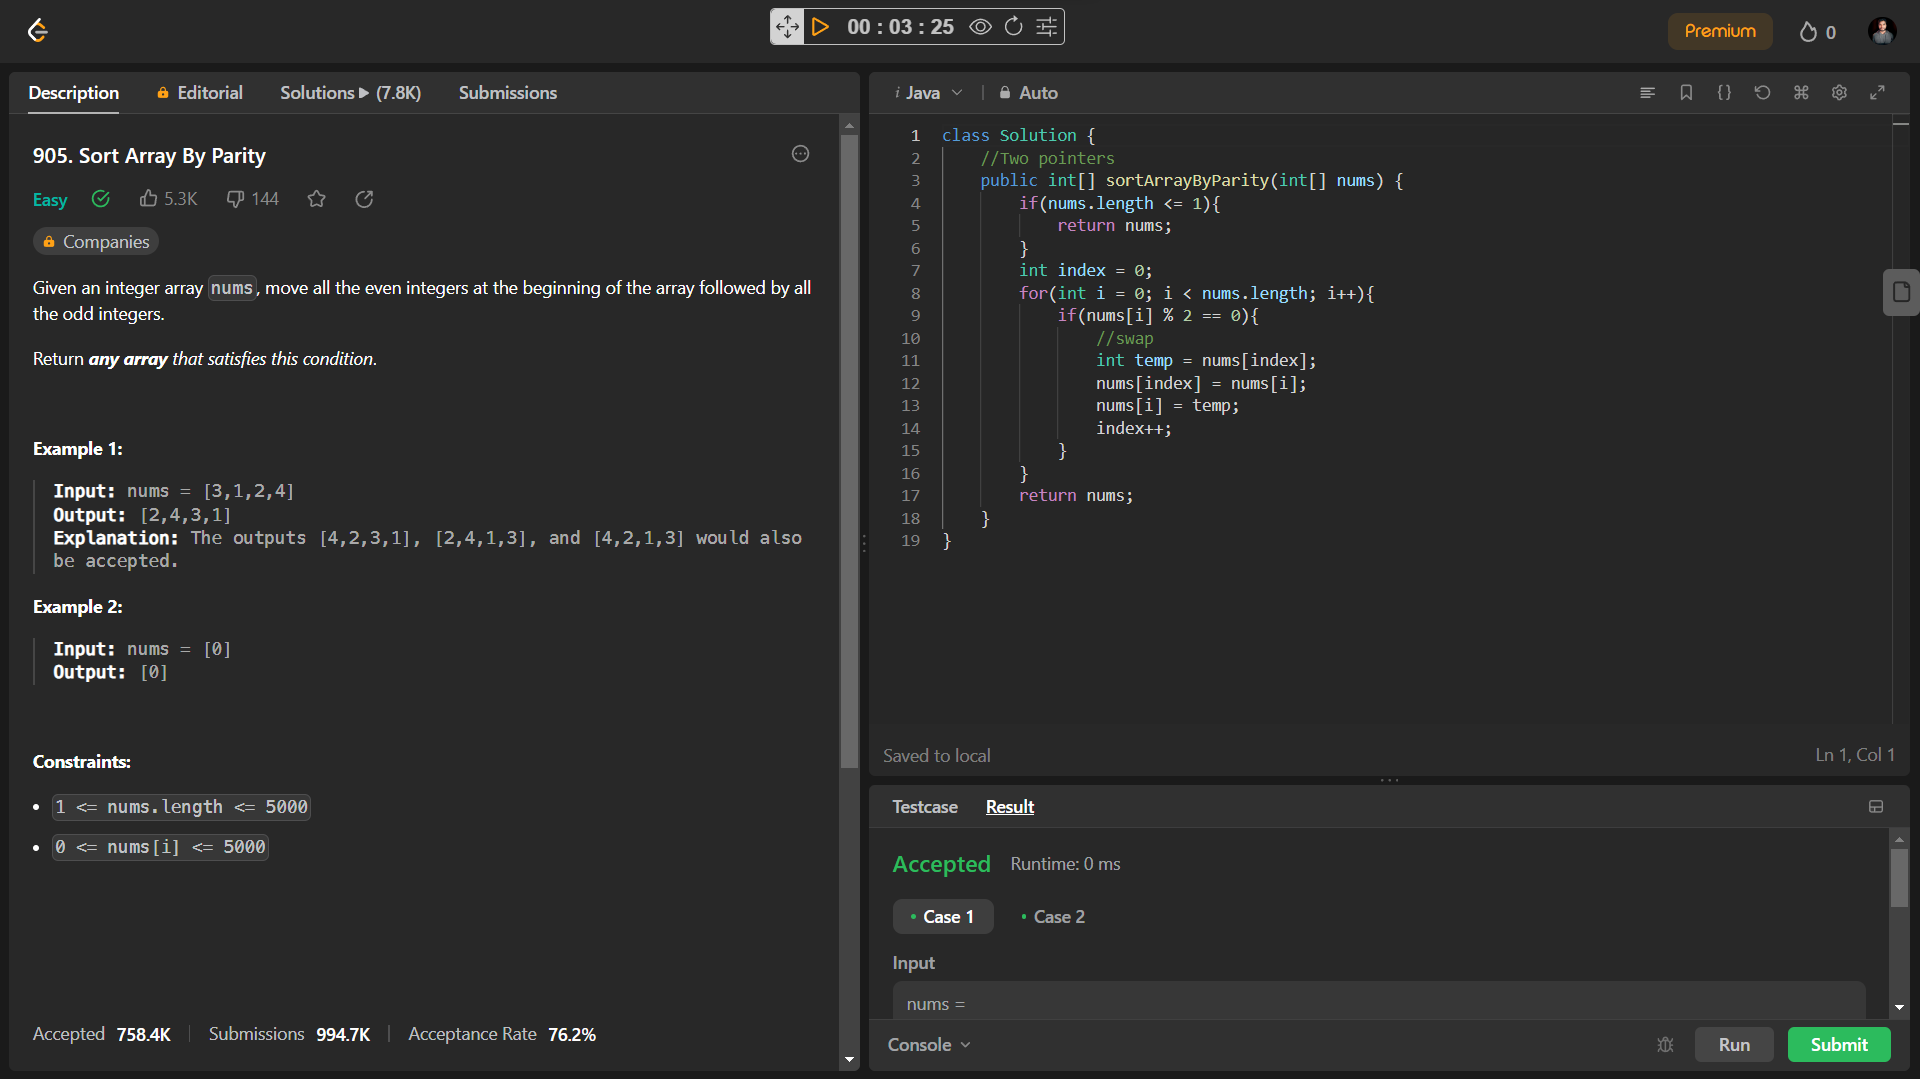 00 : 03 : 25
Premium
0
Description
Editorial
Solutions (7.8K)
Submissions
905. Sort Array By Parity
Easy
5.3K
144
Companies
Given an integer array nums, move all the even integers at the beginning of the array followed by all
the odd integers.
Return any array that satisfies this condition.
Example 1:
Input: nums = [3,1,2,4]
Output: [2,4,3,1]
Explanation: The outputs [4,2,3,1], [2,4,1,3], and [4,2,1,3] would also
be accepted.
Example 2:
Input: nums = [0]
Output: [0]
Constraints:
• 1 <= nums.length <= 5000
• 0 <= nums[i] <= 5000
Accepted 758.4K
Submissions 994.7K
Acceptance Rate 76.2%
i Java
Auto
{}
1 class Solution {
2     //Two pointers
3     public int[] sortArrayByParity(int[] nums) {
4         if(nums.length <= 1){
5             return nums;
6         }
7         int index = 0;
8         for(int i = 0; i < nums.length; i++){
9             if(nums[i] % 2 == 0){
10                 //swap
11                 int temp = nums[index];
12                 nums[index] = nums[i];
13                 nums[i] = temp;
14                 index++;
15             }
16         }
17         return nums;
18     }
19 }
Saved to local
Ln 1, Col 1
Testcase
Result
Accepted
Runtime: 0 ms
• Case 1
• Case 2
Input
nums =
Console
Run
Submit